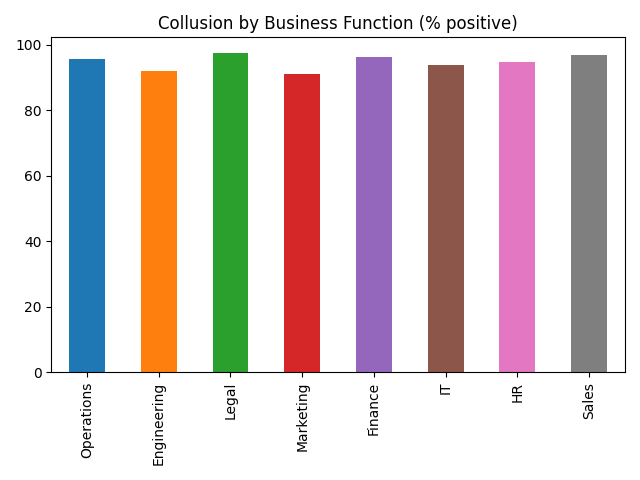 Collusion by Business Function (% positive)
100
80
60
40
20
0
Operations
Engineering
Legal
Marketing
Finance
IT
HR
Sales